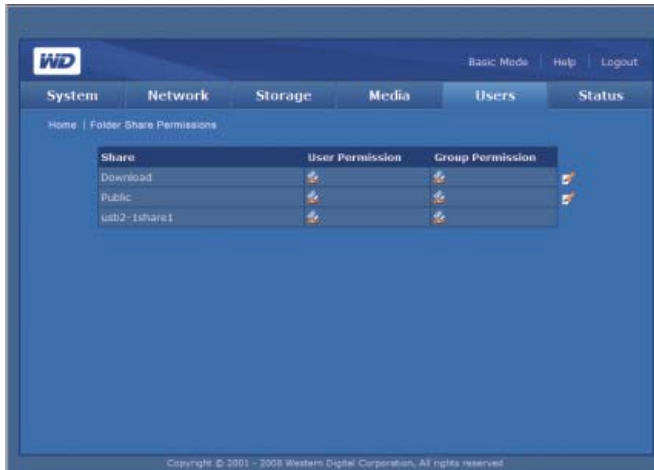 WD
Basic Mode | Help | Logout
System Network Storage Media Users Status
Home | Folder Share Permissions
Share User Permission Group Permission
Download
Public
usb2-1share1
Copyright © 2001 - 2008 Western Digital Corporation, All rights reserved